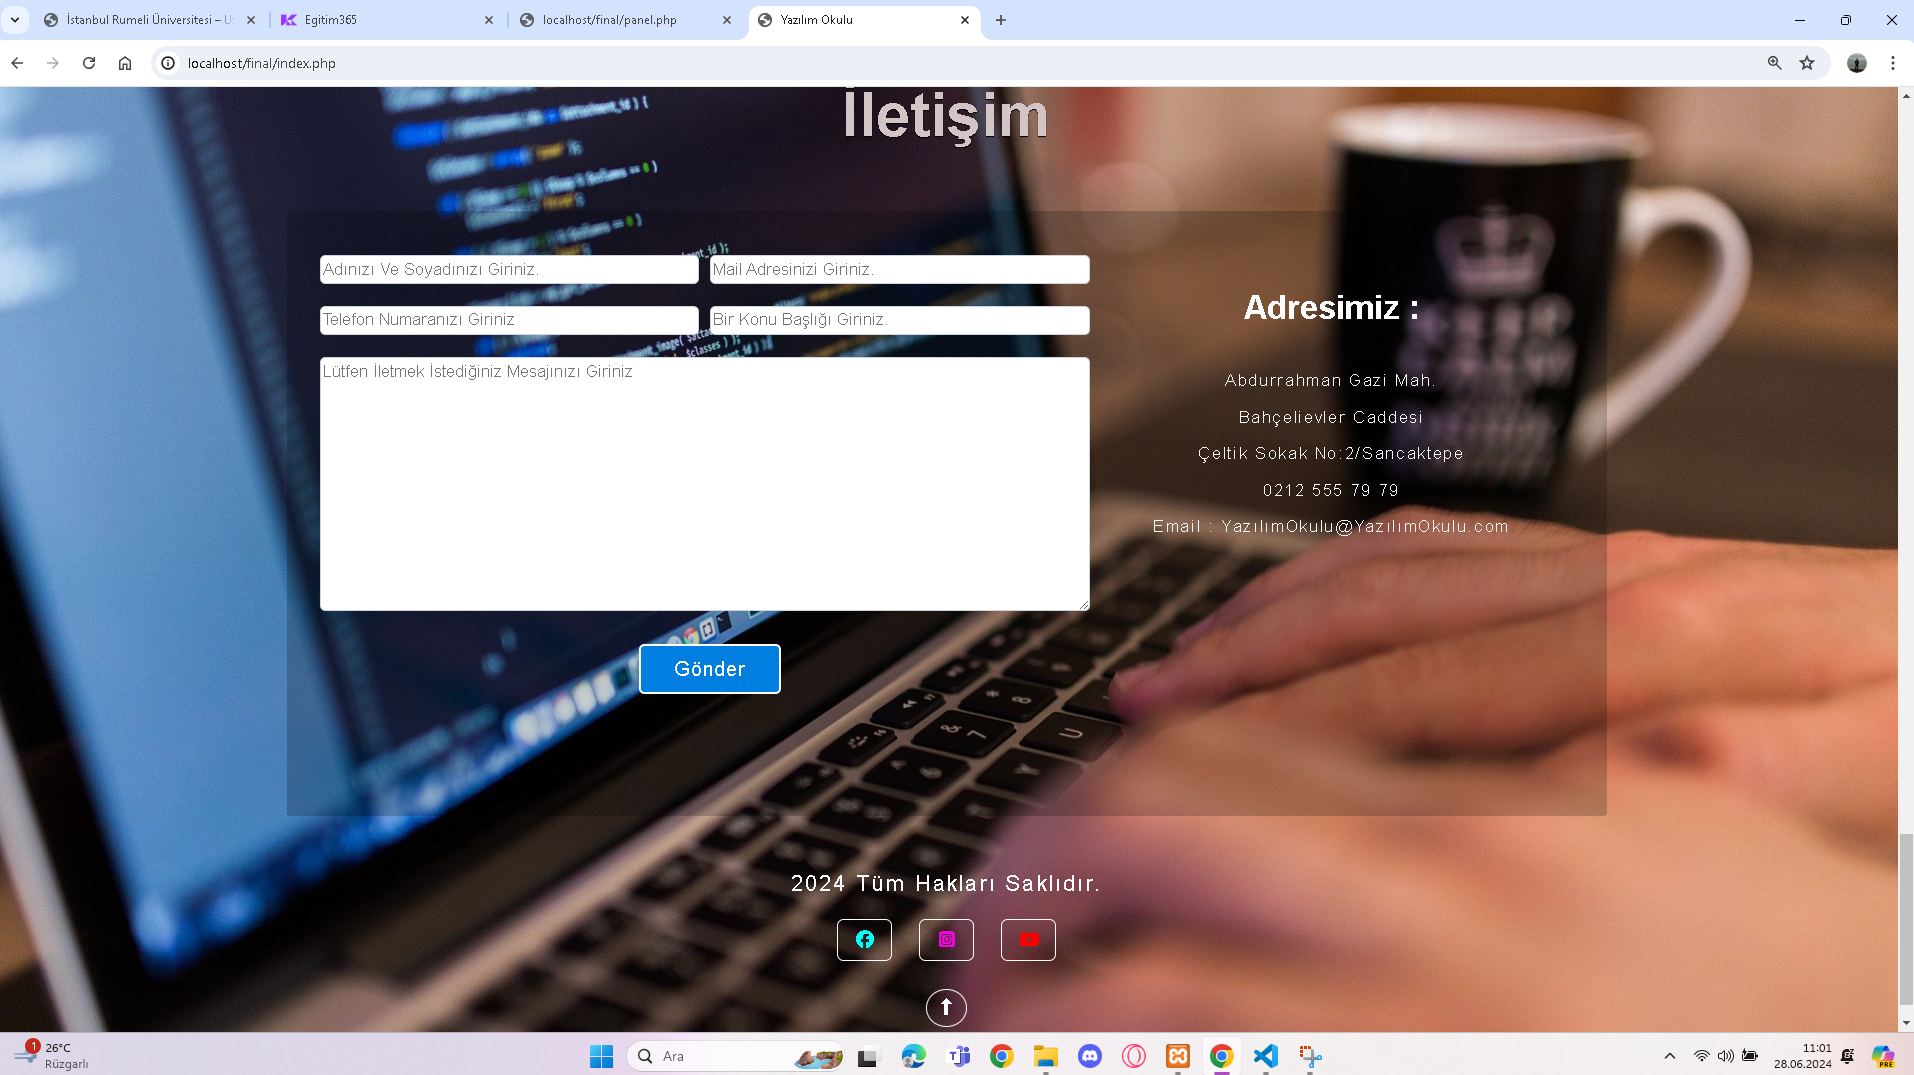 İstanbul Rumeli Üniversitesi – U
Egitim365
localhost/final/panel.php
Yazılım Okulu
localhost/final/index.php
İletişim
Adınızı Ve Soyadınızı Giriniz.
Mail Adresinizi Giriniz.
Telefon Numaranızı Giriniz
Bir Konu Başlığı Giriniz.
Lütfen İletmek İstediğiniz Mesajınızı Giriniz
Gönder
Adresimiz :
Abdurrahman Gazi Mah.
Bahçelievler Caddesi
Çeltik Sokak No:2/Sancaktepe
0212 555 79 79
Email : YazılımOkulu@YazılımOkulu.com
2024 Tüm Hakları Saklıdır.
1
26°C
Rüzgarlı
Ara
11:01
28.06.2024
PRE